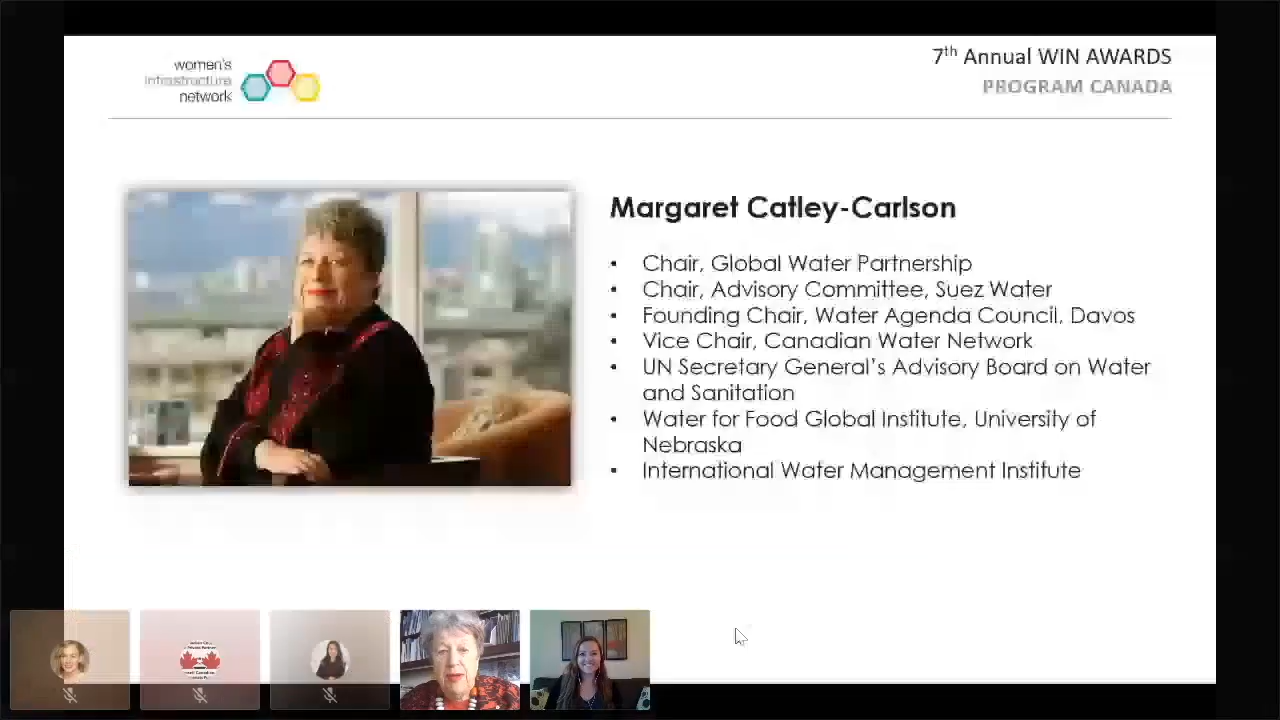 women's
infrastructure
network
7th Annual WIN AWARDS
PROGRAM CANADA
Margaret Catley-Carlson
• Chair, Global Water Partnership
• Chair, Advisory Committee, Suez Water
• Founding Chair, Water Agenda Council, Davos
• Vice Chair, Canadian Water Network
• UN Secretary General's Advisory Board on Water
and Sanitation
• Water for Food Global Institute, University of
Nebraska
• International Water Management Institute